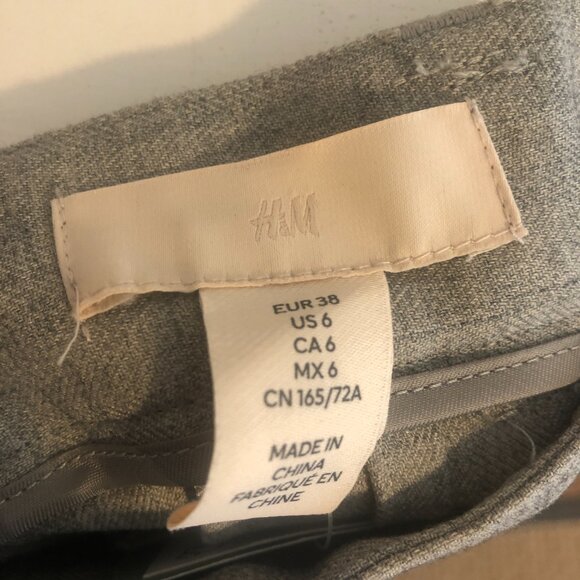 H&M
EUR 38
US 6
CA 6
MX 6
CN 165/72A
MADE IN
CHINA
FABRIQUÉ EN
CHINE